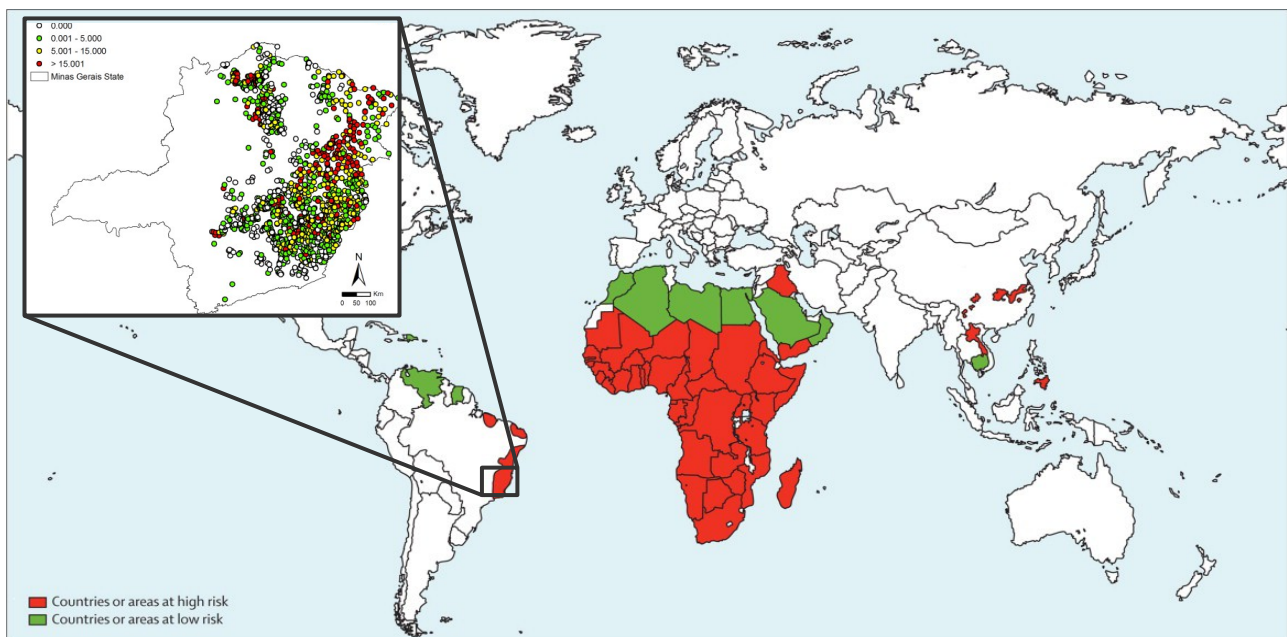 0.000
0.001 - 5.000
5.001 - 15.000
> 15.001
Minas Gerais State
N
Km
0 50 100
Countries or areas at high risk
Countries or areas at low risk